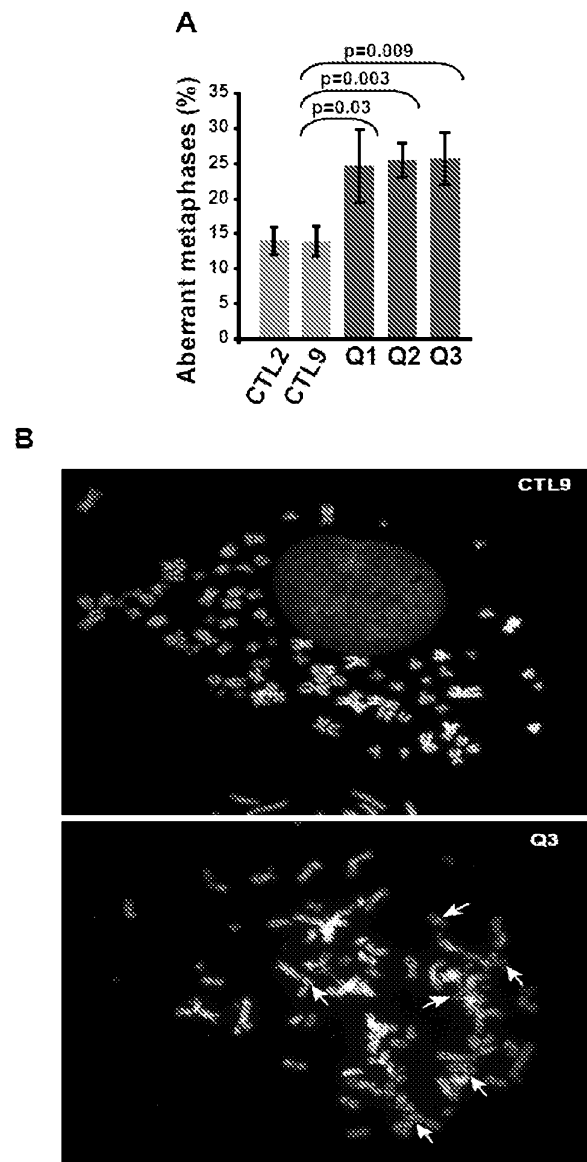 A
p=0.009
p=0.003
p=0.03
Aberrant metaphases (%)
35
30
25
20
15
10
5
0
CTL2
CTL9
Q1
Q2
Q3
B
CTL9
Q3